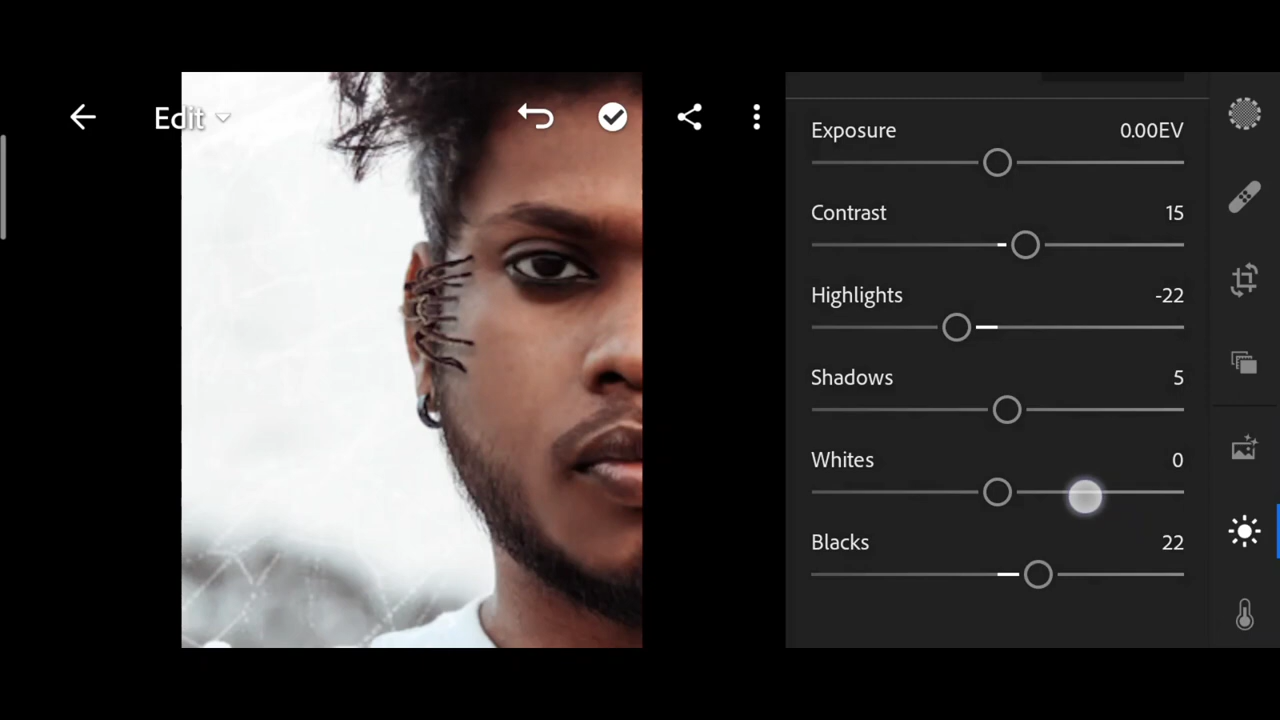 Edit
Exposure 0.00EV
Contrast 15
Highlights -22
Shadows 5
Whites 0
Blacks 22